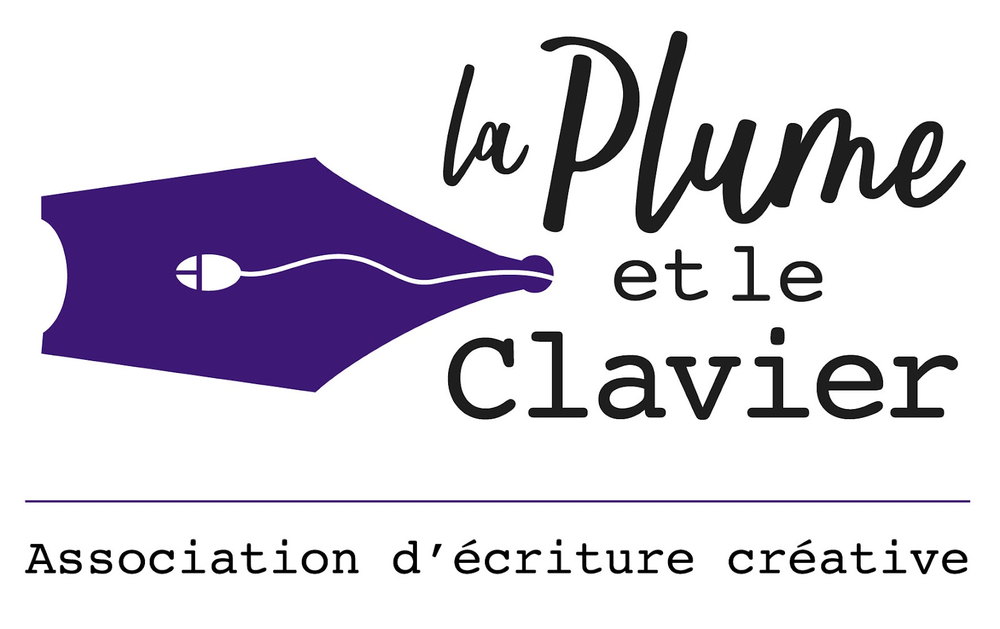 la Plume
et le
Clavier
Association d'écriture créative